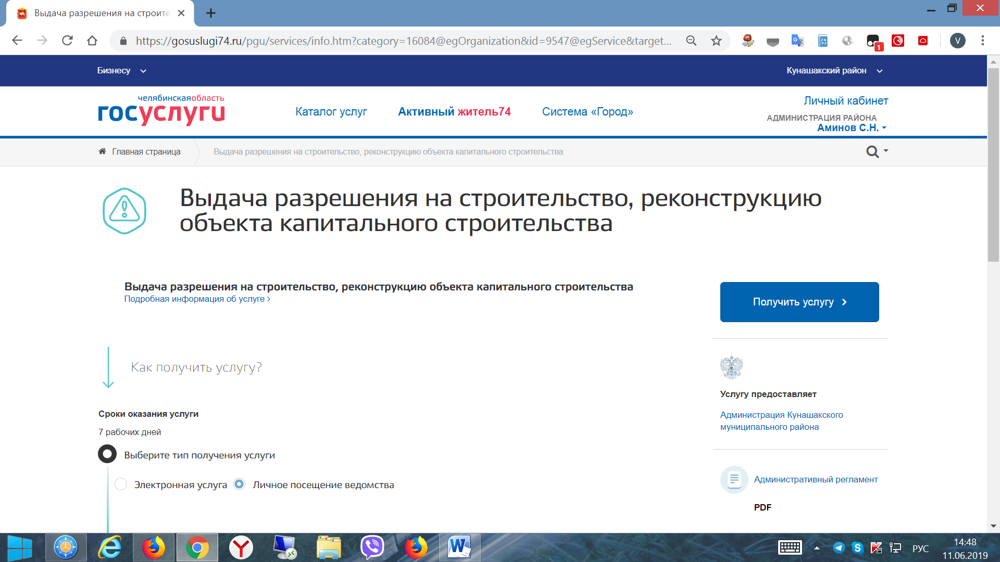 Выдача разрешения на строите
https://gosuslugi74.ru/pgu/services/info.htm?category=16084@egOrganization&id=9547@egService&target...
1
V
Бизнесу
Кунашакский район
челябинскаяобласть
госуслуги
Каталог услуг
Активный житель74
Система «Город»
Личный кабинет
АДМИНИСТРАЦИЯ РАЙОНА
Аминов С.Н.
Главная страница
Выдача разрешения на строительство, реконструкцию объекта капитального строительства
Выдача разрешения на строительство, реконструкцию
объекта капитального строительства
Выдача разрешения на строительство, реконструкцию объекта капитального строительства
Подробная информация об услуге >
Получить услугу
Как получить услугу?
Услугу предоставляет
Администрация Кунашакского
муниципального района
Сроки оказания услуги
7 рабочих дней
Выберите тип получения услуги
Электронная услуга
Личное посещение ведомства
Административный регламент
PDF
РУС
14:48
11.06.2019